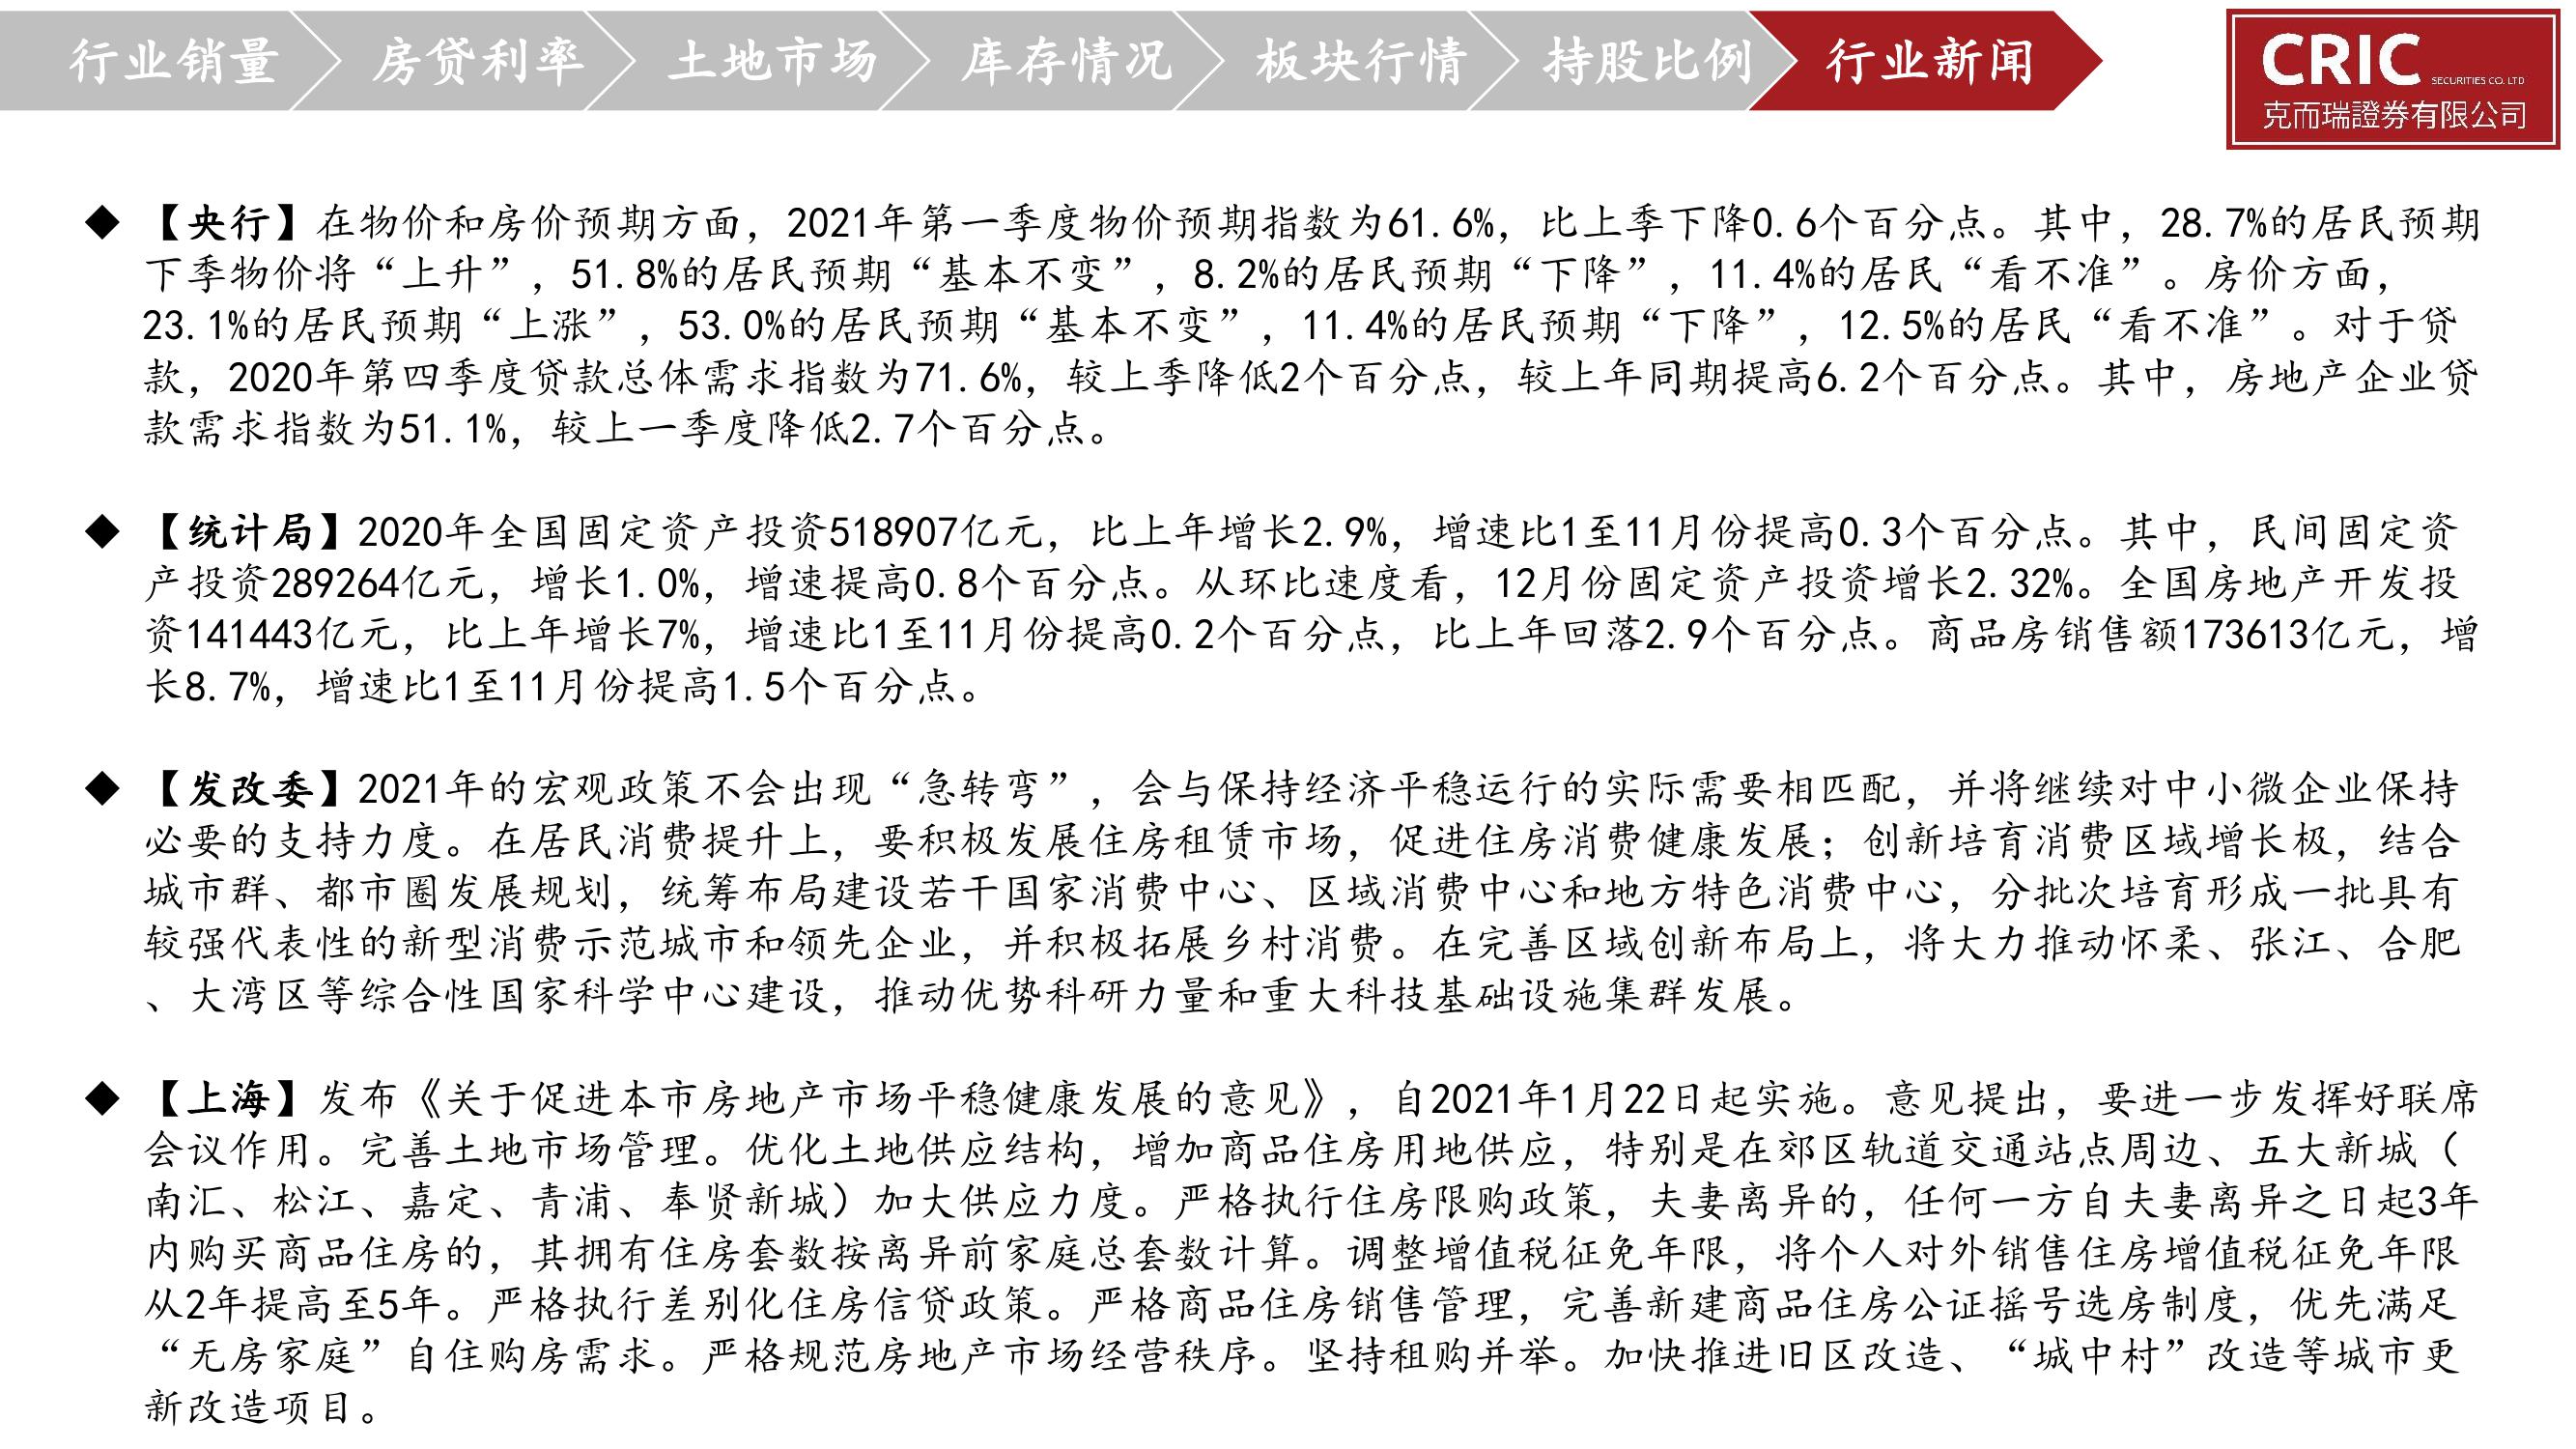 行业销量 房贷利率 土地市场 库存情况 板块行情 持股比例 行业新闻
CRIC SECURITIES CO. LTD
克而瑞證券有限公司
◆ 【央行】在物价和房价预期方面，2021年第一季度物价预期指数为61.6%，比上季下降0.6个百分点。其中，28.7%的居民预期
下季物价将“上升”，51.8%的居民预期“基本不变”，8.2%的居民预期“下降”，11.4%的居民“看不准”。房价方面，
23.1%的居民预期“上涨”，53.0%的居民预期“基本不变”，11.4%的居民预期“下降”，12.5%的居民“看不准”。对于贷
款，2020年第四季度贷款总体需求指数为71.6%，较上季降低2个百分点，较上年同期提高6.2个百分点。其中，房地产企业贷
款需求指数为51.1%，较上一季度降低2.7个百分点。
◆ 【统计局】2020年全国固定资产投资518907亿元，比上年增长2.9%，增速比1至11月份提高0.3个百分点。其中，民间固定资
产投资289264亿元，增长1.0%，增速提高0.8个百分点。从环比速度看，12月份固定资产投资增长2.32%。全国房地产开发投
资141443亿元，比上年增长7%，增速比1至11月份提高0.2个百分点，比上年回落2.9个百分点。商品房销售额173613亿元，增
长8.7%，增速比1至11月份提高1.5个百分点。
◆ 【发改委】2021年的宏观政策不会出现“急转弯”，会与保持经济平稳运行的实际需要相匹配，并将继续对中小微企业保持
必要的支持力度。在居民消费提升上，要积极发展住房租赁市场，促进住房消费健康发展；创新培育消费区域增长极，结合
城市群、都市圈发展规划，统筹布局建设若干国家消费中心、区域消费中心和地方特色消费中心，分批次培育形成一批具有
较强代表性的新型消费示范城市和领先企业，并积极拓展乡村消费。在完善区域创新布局上，将大力推动怀柔、张江、合肥
、大湾区等综合性国家科学中心建设，推动优势科研力量和重大科技基础设施集群发展。
◆ 【上海】发布《关于促进本市房地产市场平稳健康发展的意见》，自2021年1月22日起实施。意见提出，要进一步发挥好联席
会议作用。完善土地市场管理。优化土地供应结构，增加商品住房用地供应，特别是在郊区轨道交通站点周边、五大新城（
南汇、松江、嘉定、青浦、奉贤新城）加大供应力度。严格执行住房限购政策，夫妻离异的，任何一方自夫妻离异之日起3年
内购买商品住房的，其拥有住房套数按离异前家庭总套数计算。调整增值税征免年限，将个人对外销售住房增值税征免年限
从2年提高至5年。严格执行差别化住房信贷政策。严格商品住房销售管理，完善新建商品住房公证摇号选房制度，优先满足
“无房家庭”自住购房需求。严格规范房地产市场经营秩序。坚持租购并举。加快推进旧区改造、“城中村”改造等城市更
新改造项目。